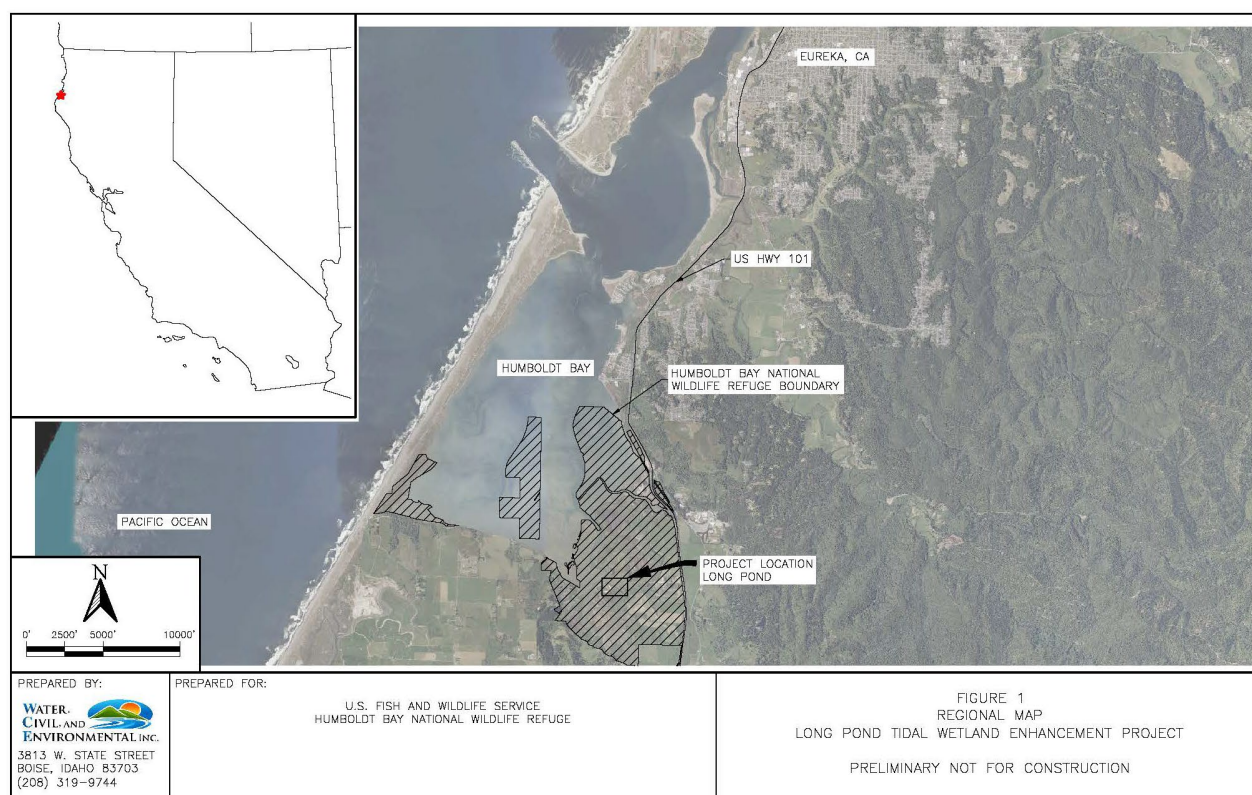 EUREKA, CA
US HWY 101
HUMBOLDT BAY
HUMBOLDT BAY NATIONAL
WILDLIFE REFUGE BOUNDARY
PACIFIC OCEAN
PROJECT LOCATION
LONG POND
N
0' 2500' 5000' 10000'
PREPARED BY:
WATER,
CIVIL, AND
ENVIRONMENTAL INC.
3813 W. STATE STREET
BOISE, IDAHO 83703
(208) 319-9744
PREPARED FOR:
U.S. FISH AND WILDLIFE SERVICE
HUMBOLDT BAY NATIONAL WILDLIFE REFUGE
FIGURE 1
REGIONAL MAP
LONG POND TIDAL WETLAND ENHANCEMENT PROJECT
PRELIMINARY NOT FOR CONSTRUCTION